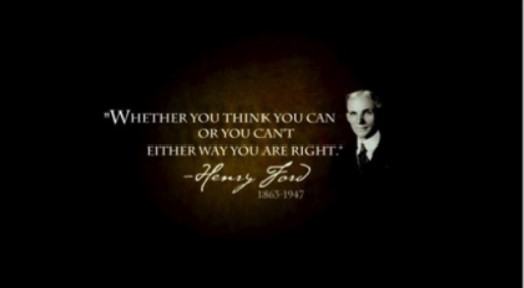 "WHETHER YOU THINK YOU CAN
OR YOU CAN'T
EITHER WAY YOU ARE RIGHT."
-Henry Ford
1863-1947